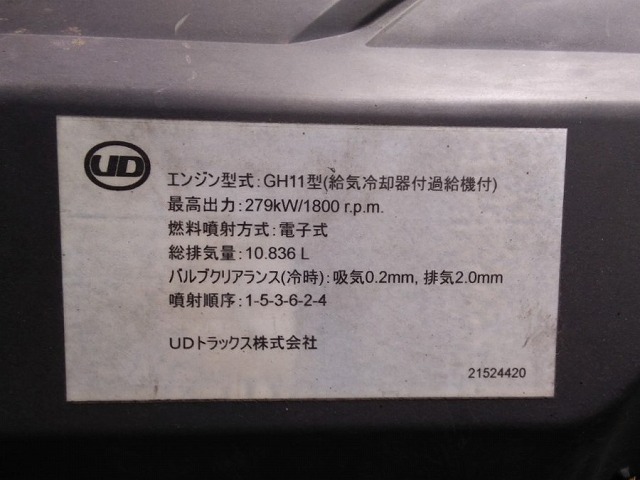 UD
エンジン型式：GH11型(給気冷却器付過給機付)
最高出力：279kW/1800 r.p.m.
燃料噴射方式：電子式
総排気量：10.836 L
バルブクリアランス(冷時)：吸気0.2mm, 排気2.0mm
噴射順序：1-5-3-6-2-4
UDトラックス株式会社
21524420